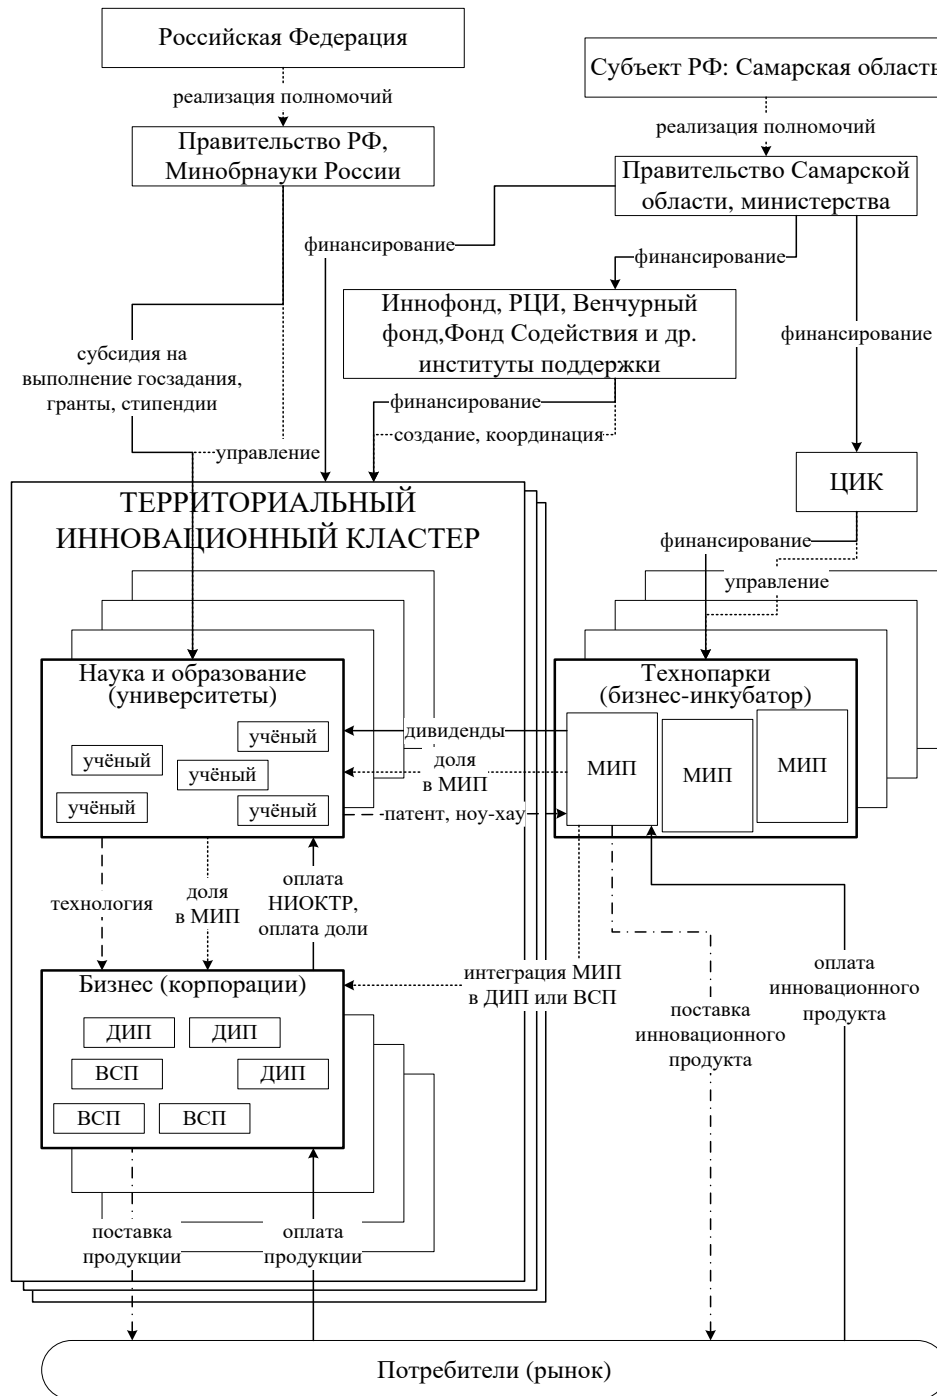 Российская Федерация
Субъект РФ: Самарская область
реализация полномочий
реализация полномочий
Правительство РФ,
Минобрнауки России
Правительство Самарской
области, министерства
финансирование
финансирование
Иннофонд, РЦИ, Венчурный
фонд,Фонд Содействия и др.
институты поддержки
финансирование
субсидия на
выполнение госзадания,
гранты, стипендии
финансирование
создание, координация
управление
ЦИК
ТЕРРИТОРИАЛЬНЫЙ
ИННОВАЦИОННЫЙ КЛАСТЕР
финансирование
управление
Наука и образование
(университеты)
учёный
учёный
учёный
учёный
учёный
Технопарки
(бизнес-инкубатор)
МИП
МИП
МИП
дивиденды
доля
в МИП
патент, ноу-хау
технология
доля
в МИП
оплата
НИОКТР,
оплата доли
интеграция МИП
в ДИП или ВСП
поставка
инновационного
продукта
оплата
инновационного
продукта
Бизнес (корпорации)
ДИП
ДИП
ВСП
ДИП
ВСП
ВСП
поставка
продукции
оплата
продукции
Потребители (рынок)